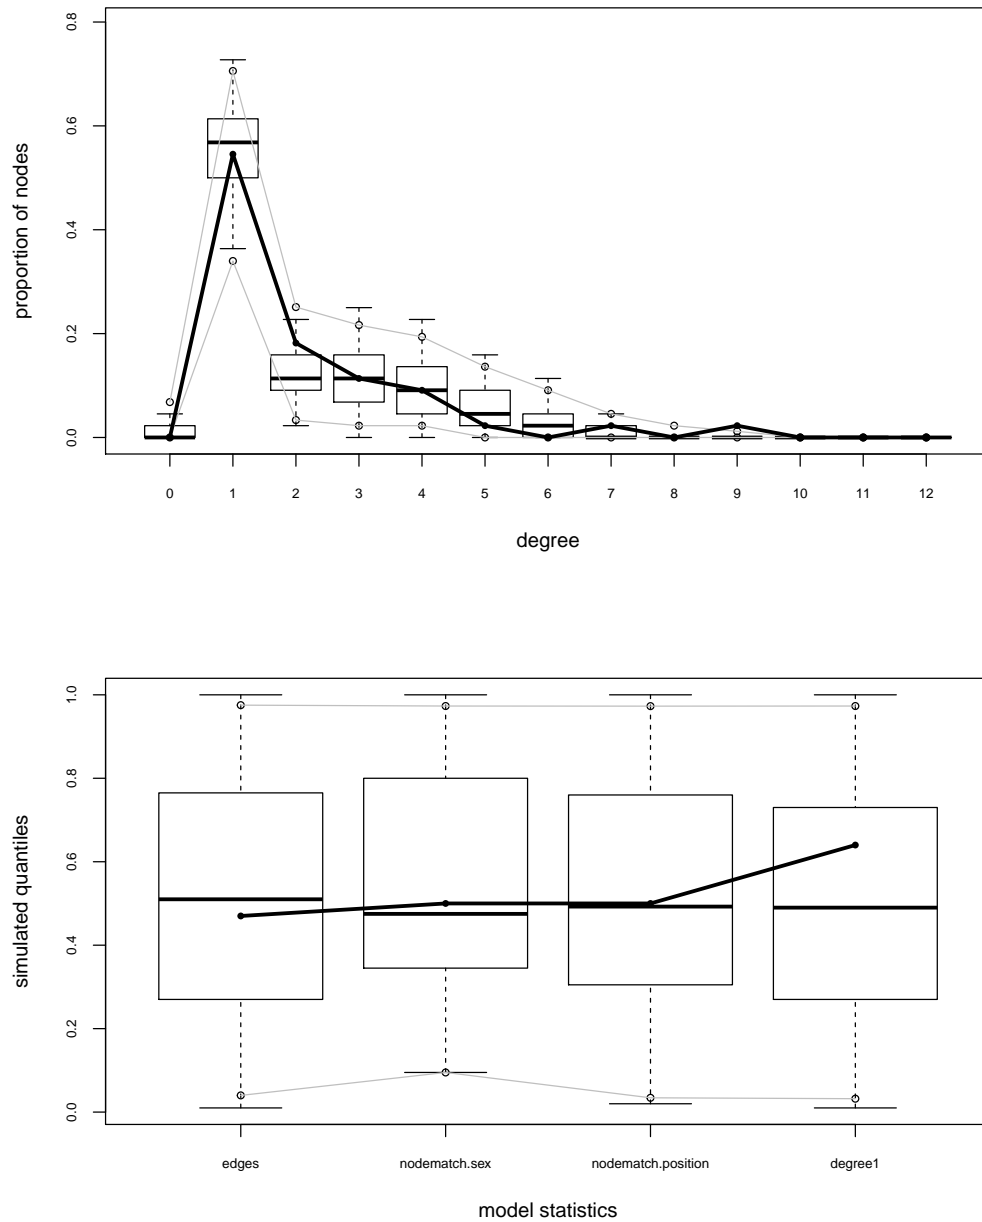 0.8
0.6
0.4
0.2
0.0
proportion of nodes
0 1 2 3 4 5 6 7 8 9 10 11 12
degree
1.0
0.8
0.6
0.4
0.2
0.0
simulated quantiles
edges nodematch.sex nodematch.position degree1
model statistics